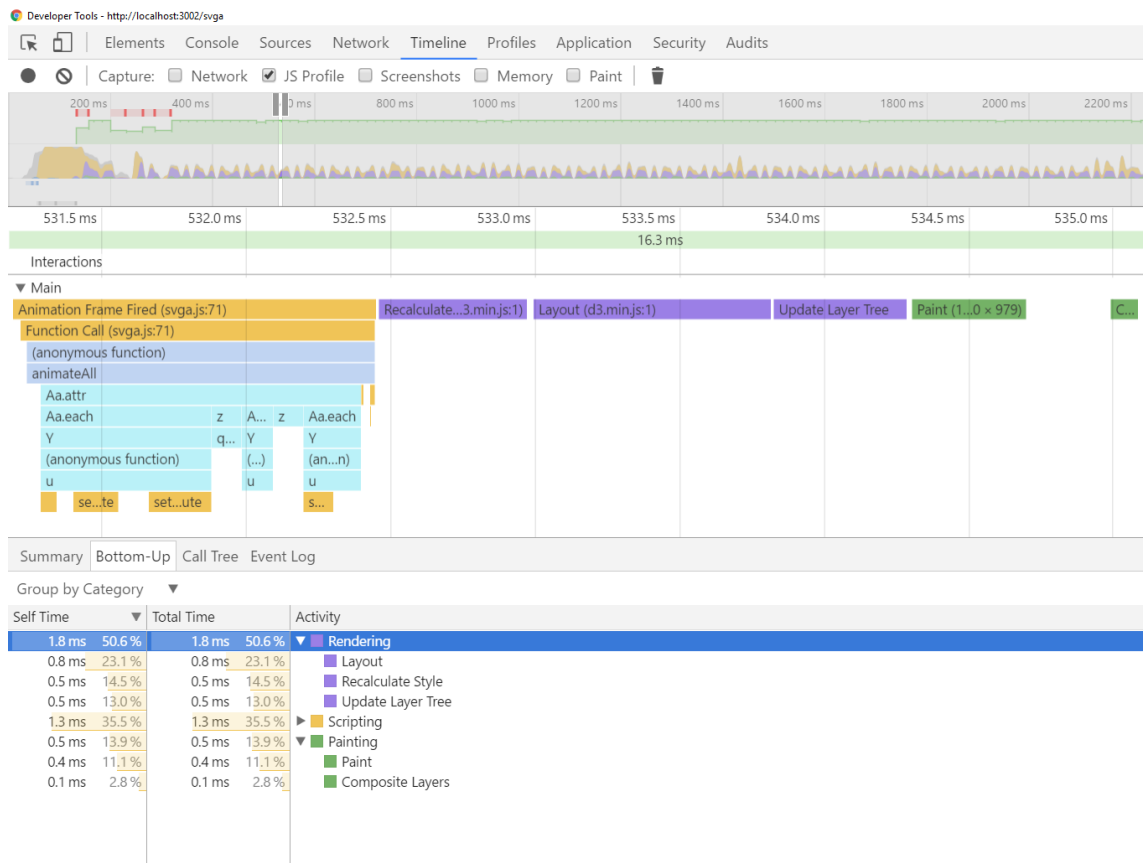 Developer Tools - http://localhost:3002/svga
Elements Console Sources Network Timeline Profiles Application Security Audits
Capture: Network JS Profile Screenshots Memory Paint
200 ms 400 ms 0 ms 800 ms 1000 ms 1200 ms 1400 ms 1600 ms 1800 ms 2000 ms 2200 ms
531.5 ms 532.0 ms 532.5 ms 533.0 ms 533.5 ms 534.0 ms 534.5 ms 535.0 ms
16.3 ms
Interactions
▼ Main
Animation Frame Fired (svga.js:71) Recalculate...3.min.js:1) Layout (d3.min.js:1) Update Layer Tree Paint (1...0 × 979) C...
Function Call (svga.js:71)
(anonymous function)
animateAll
Aa.attr
Aa.each z A... z Aa.each
Y q... Y Y
(anonymous function) (...) (an...n)
u u u
se...te set...ute s...
Summary Bottom-Up Call Tree Event Log
Group by Category ▼
Self Time ▼ Total Time Activity
1.8 ms 50.6 % 1.8 ms 50.6 % ▼ Rendering
0.8 ms 23.1 % 0.8 ms 23.1 % Layout
0.5 ms 14.5 % 0.5 ms 14.5 % Recalculate Style
0.5 ms 13.0 % 0.5 ms 13.0 % Update Layer Tree
1.3 ms 35.5 % 1.3 ms 35.5 % ▶ Scripting
0.5 ms 13.9 % 0.5 ms 13.9 % ▼ Painting
0.4 ms 11.1 % 0.4 ms 11.1 % Paint
0.1 ms 2.8 % 0.1 ms 2.8 % Composite Layers